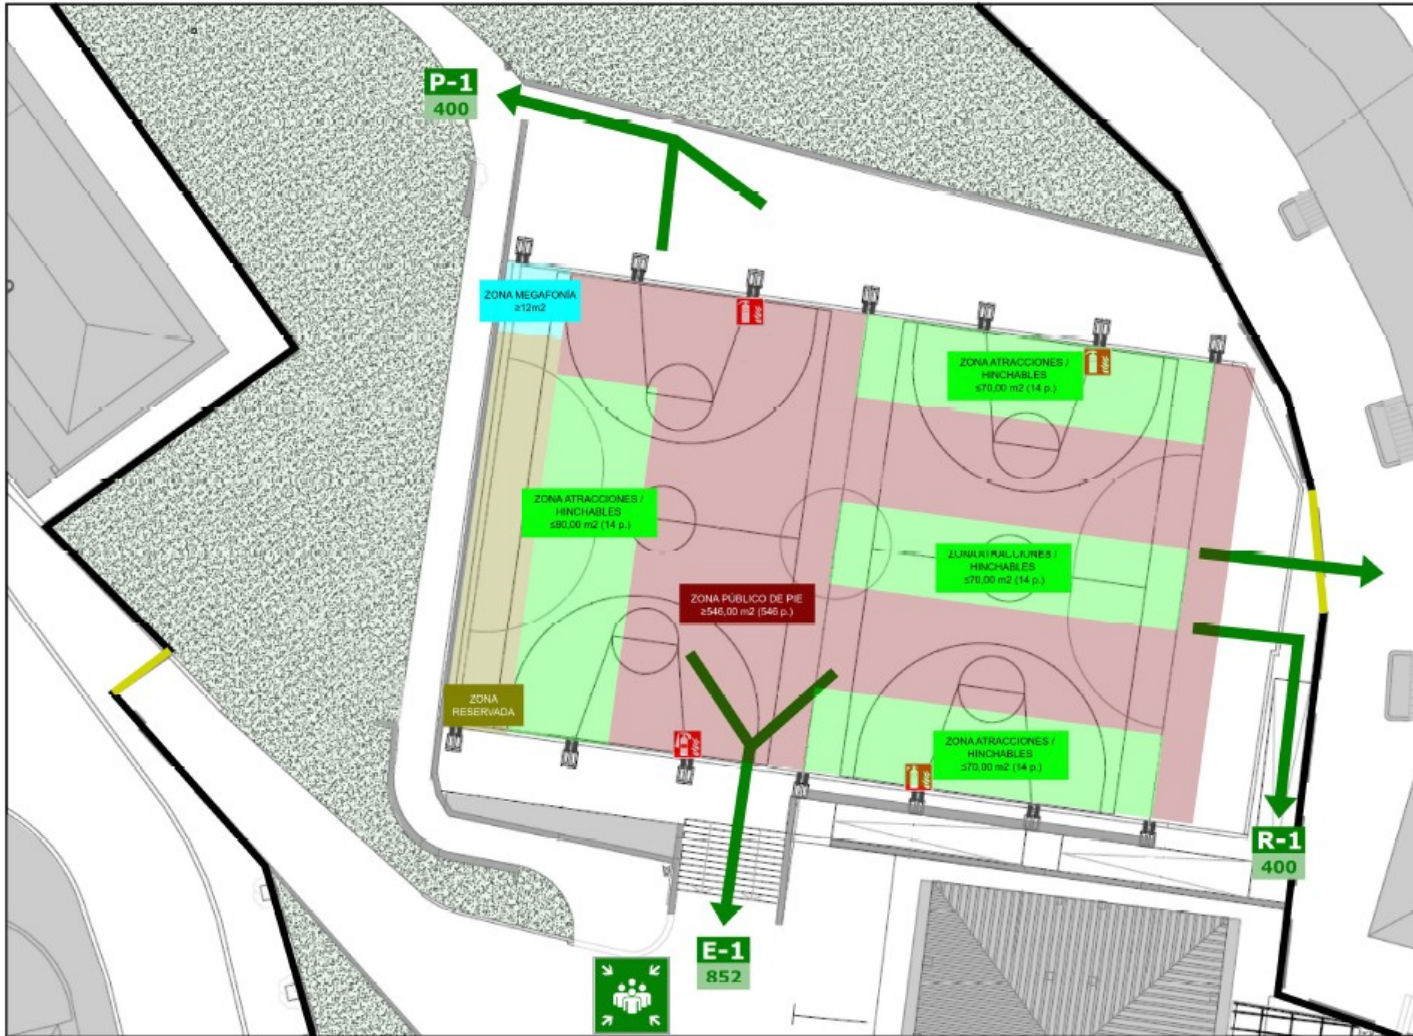 P-1
400
ZONA MEGAFONÍA
≥12m2
ZONA ATRACCIONES /
HINCHABLES
≤70,00 m2 (14 p.)
ZONA ATRACCIONES /
HINCHABLES
≤80,00 m2 (14 p.)
ZONA ATRACCIONES /
HINCHABLES
≤70,00 m2 (14 p.)
ZONA PÚBLICO DE PIE
≥546,00 m2 (546 p.)
ZONA
RESERVADA
ZONA ATRACCIONES /
HINCHABLES
≤70,00 m2 (14 p.)
R-1
400
E-1
852